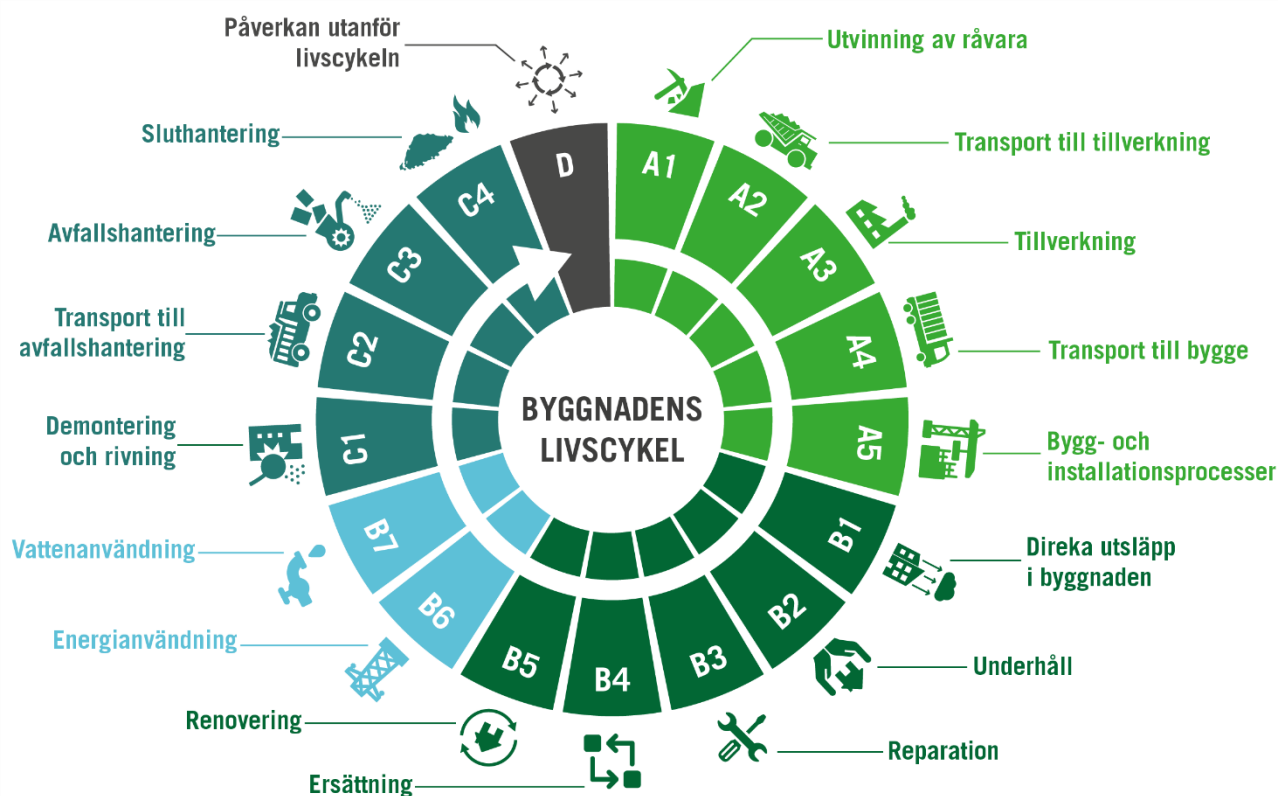 Påverkan utanför
livscykeln
Utvinning av råvara
Sluthantering
Transport till tillverkning
Avfallshantering
Tillverkning
Transport till
avfallshantering
Transport till bygge
Demontering
och rivning
Bygg- och
installationsprocesser
Vattenanvändning
Direka utsläpp
i byggnaden
Energianvändning
Underhåll
Renovering
Reparation
Ersättning
D
A1
A2
A3
A4
A5
B1
B2
B3
B4
B5
B6
B7
C1
C2
C3
C4
BYGGNADENS
LIVSCYKEL